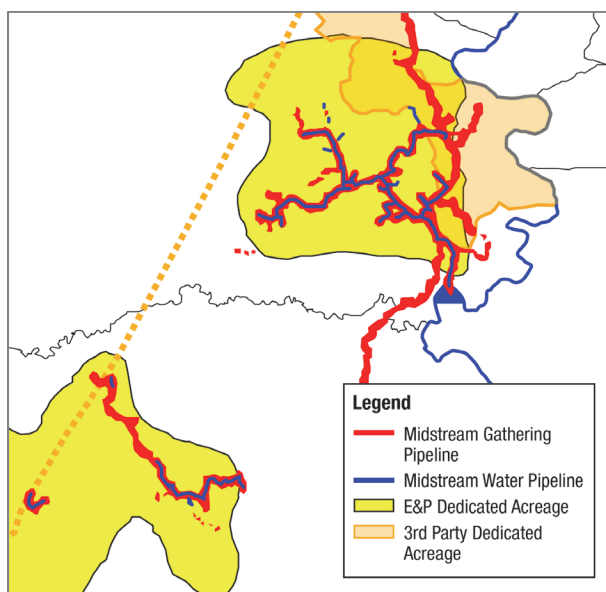 Legend
Midstream Gathering
Pipeline
Midstream Water Pipeline
E&P Dedicated Acreage
3rd Party Dedicated
Acreage